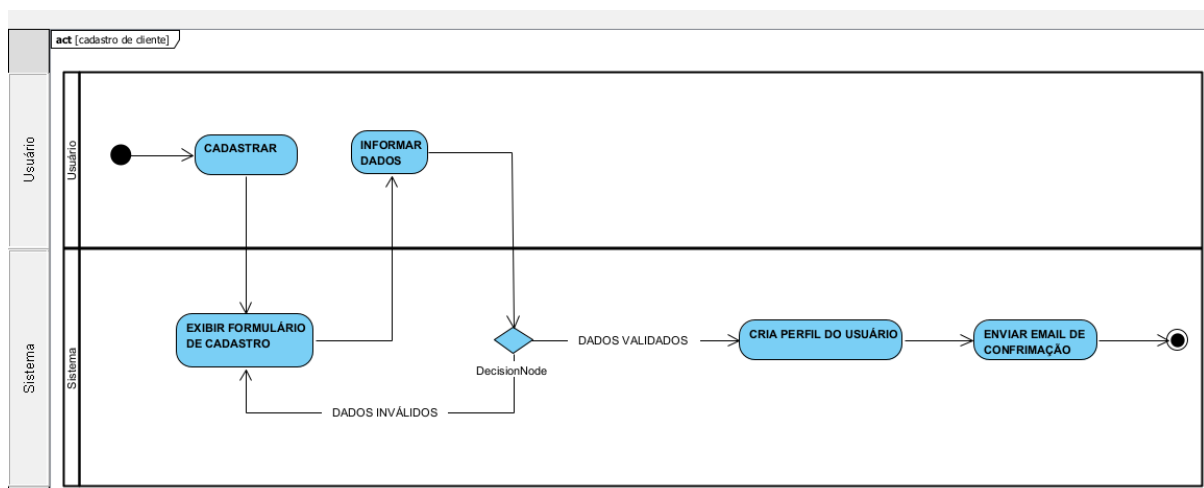 act [cadastro de cliente]
Usuário
Usuário
CADASTRAR
INFORMAR
DADOS
Sistema
Sistema
EXIBIR FORMULÁRIO
DE CADASTRO
DecisionNode
DADOS VALIDADOS
CRIA PERFIL DO USUÁRIO
ENVIAR EMAIL DE
CONFRIMAÇÃO
DADOS INVÁLIDOS